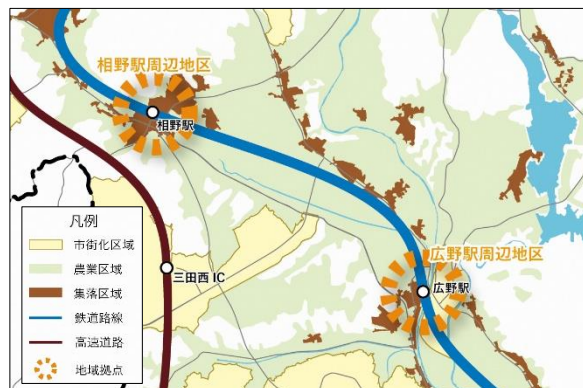 相野駅周辺地区
相野駅
三田西 IC
広野駅周辺地区
広野駅
凡例
市街化区域
農業区域
集落区域
鉄道路線
高速道路
地域拠点